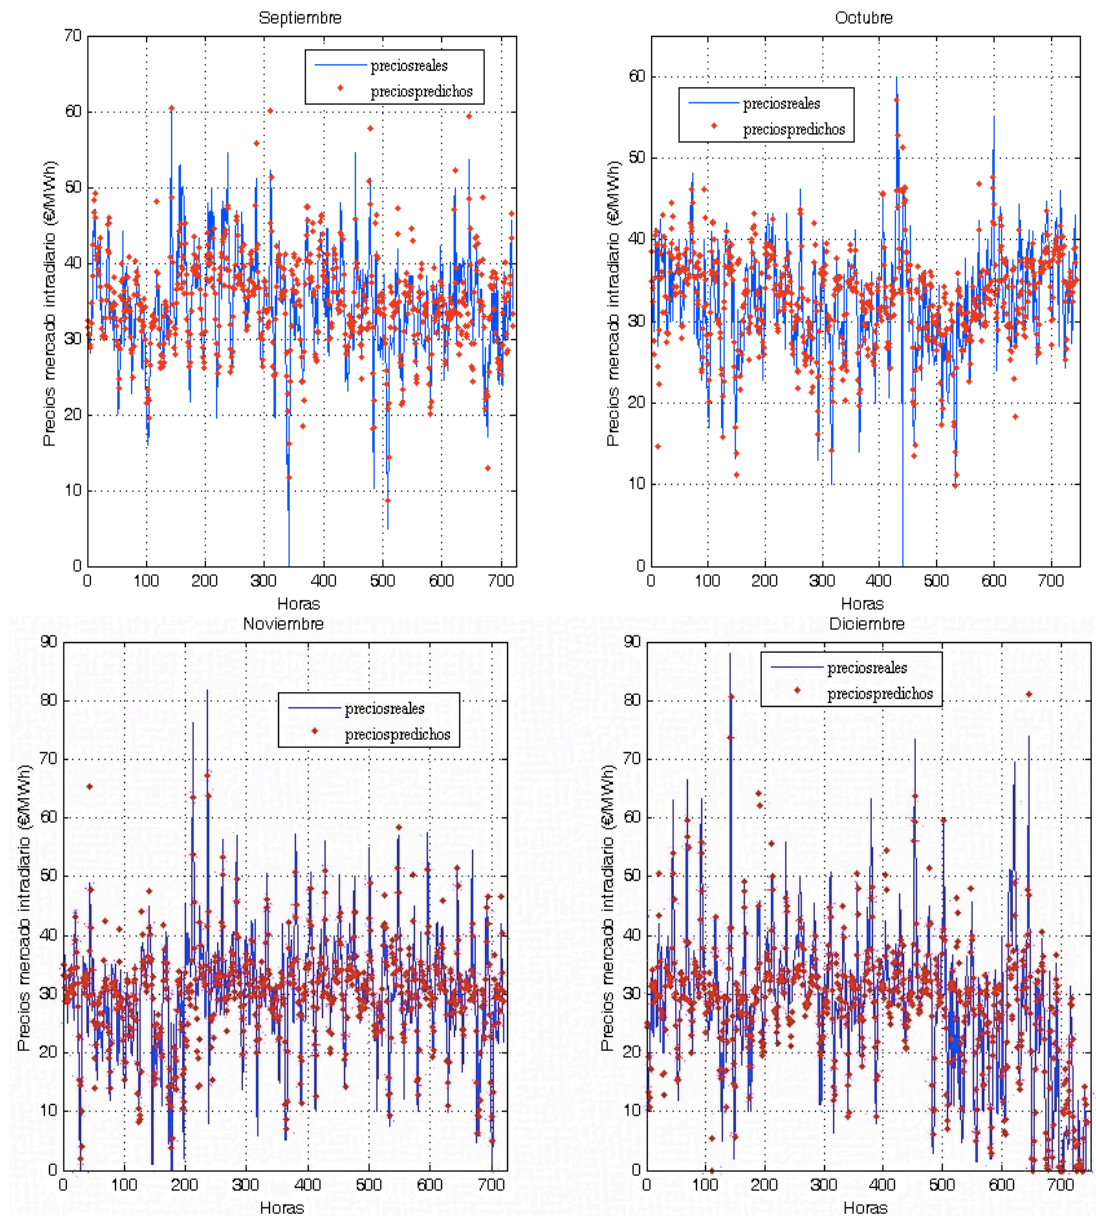 Septiembre
70
60
50
40
30
20
10
0
Precios mercado intradiario (€/MWh)
preciosreales
preciospredichos
0 100 200 300 400 500 600 700
Horas
Octubre
60
50
40
30
20
10
0
Precios mercado intradiario (€/MWh)
preciosreales
preciospredichos
0 100 200 300 400 500 600 700
Horas
Noviembre
90
80
70
60
50
40
30
20
10
0
Precios mercado intradiario (€/MWh)
preciosreales
preciospredichos
0 100 200 300 400 500 600 700
Horas
Diciembre
90
80
70
60
50
40
30
20
10
0
Precios mercado intradiario (€/MWh)
preciosreales
preciospredichos
0 100 200 300 400 500 600 700
Horas